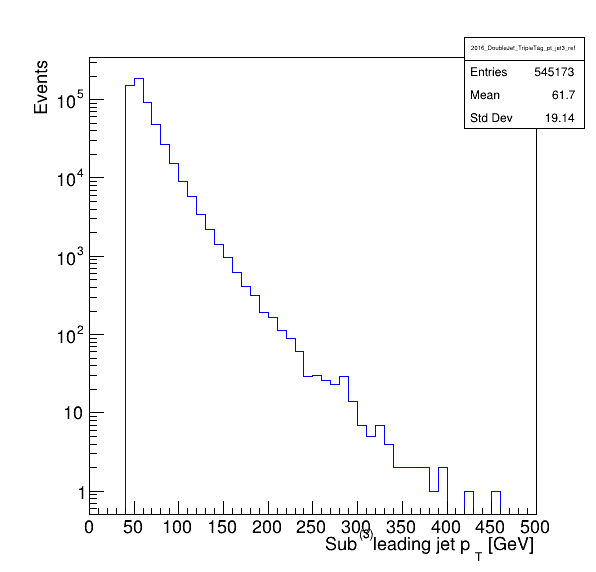 2016_DoubleJet_TripleTag_pt_jet3_ref
Entries 545173
Mean 61.7
Std Dev 19.14
Events
10^5
10^4
10^3
10^2
10
1
0 50 100 150 200 250 300 350 400 450 500
Sub^(3)leading jet p_T [GeV]